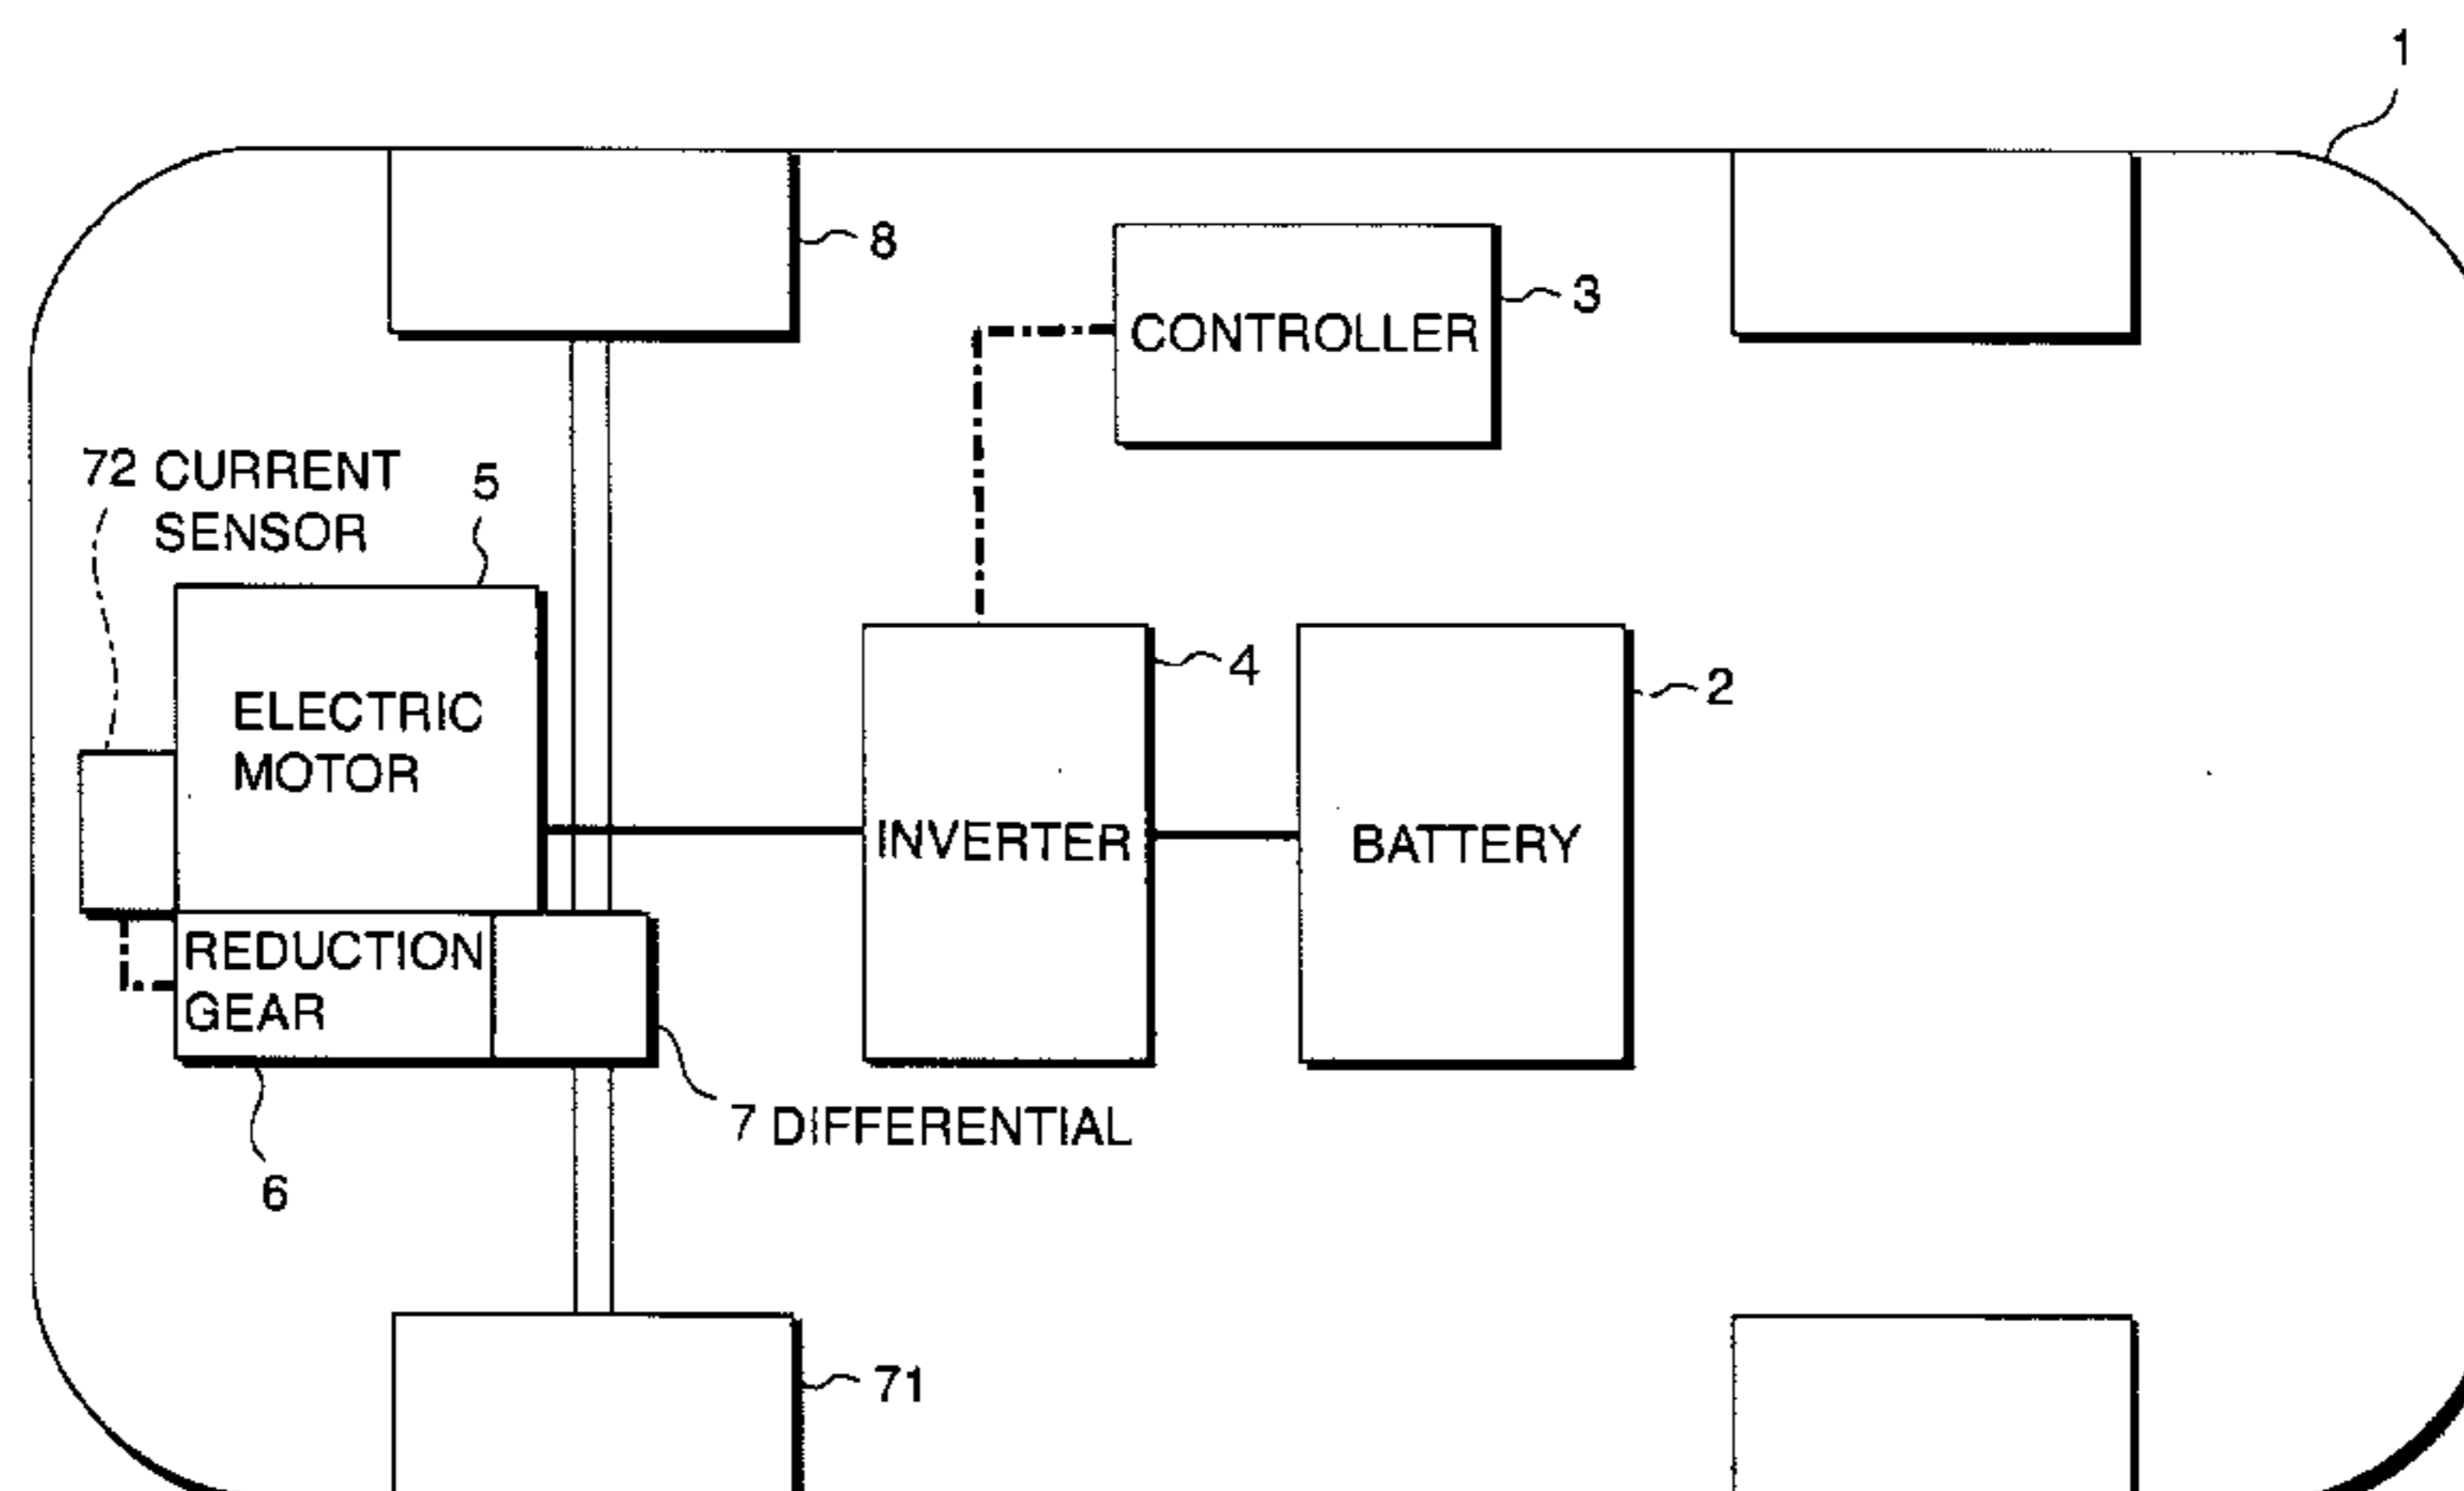 1
8
CONTROLLER
3
72 CURRENT
SENSOR
5
ELECTRIC
MOTOR
4
2
INVERTER
BATTERY
REDUCTION
GEAR
7 DIFFERENTIAL
6
71